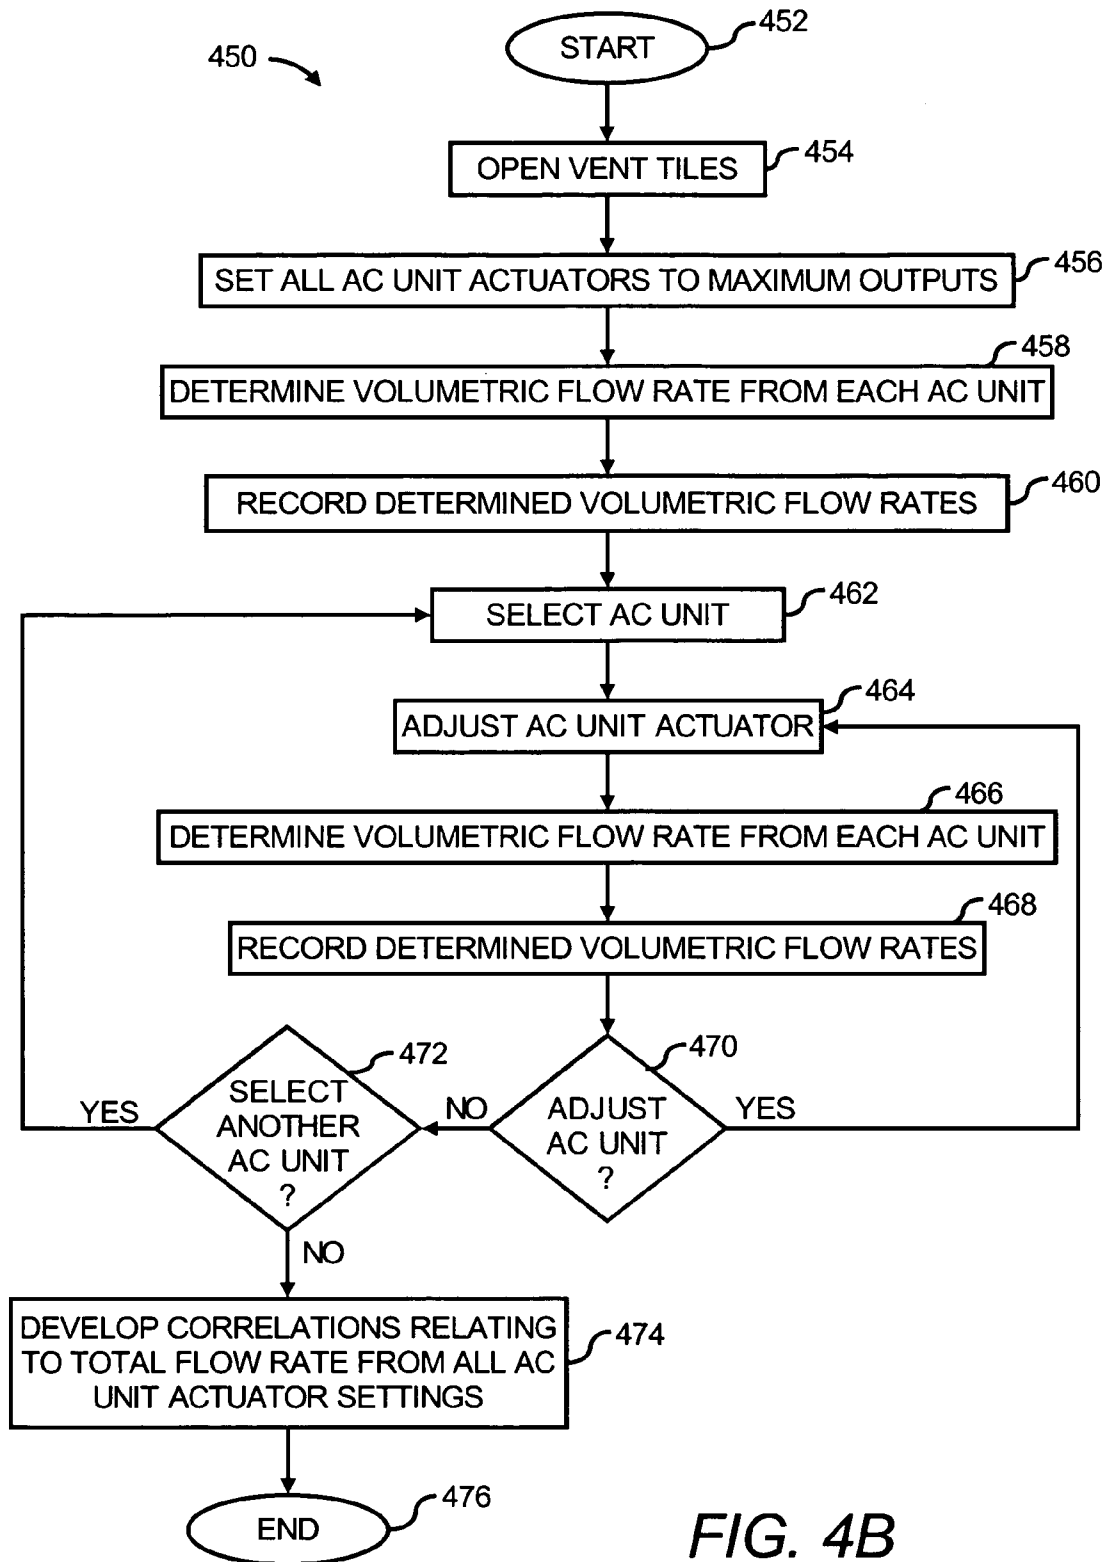 450
START
452
OPEN VENT TILES
454
SET ALL AC UNIT ACTUATORS TO MAXIMUM OUTPUTS
456
458
DETERMINE VOLUMETRIC FLOW RATE FROM EACH AC UNIT
RECORD DETERMINED VOLUMETRIC FLOW RATES
460
SELECT AC UNIT
462
464
ADJUST AC UNIT ACTUATOR
466
DETERMINE VOLUMETRIC FLOW RATE FROM EACH AC UNIT
468
RECORD DETERMINED VOLUMETRIC FLOW RATES
470
ADJUST
AC UNIT
?
YES
NO
472
SELECT
ANOTHER
AC UNIT
?
YES
NO
DEVELOP CORRELATIONS RELATING
TO TOTAL FLOW RATE FROM ALL AC
UNIT ACTUATOR SETTINGS
474
END
476
FIG. 4B